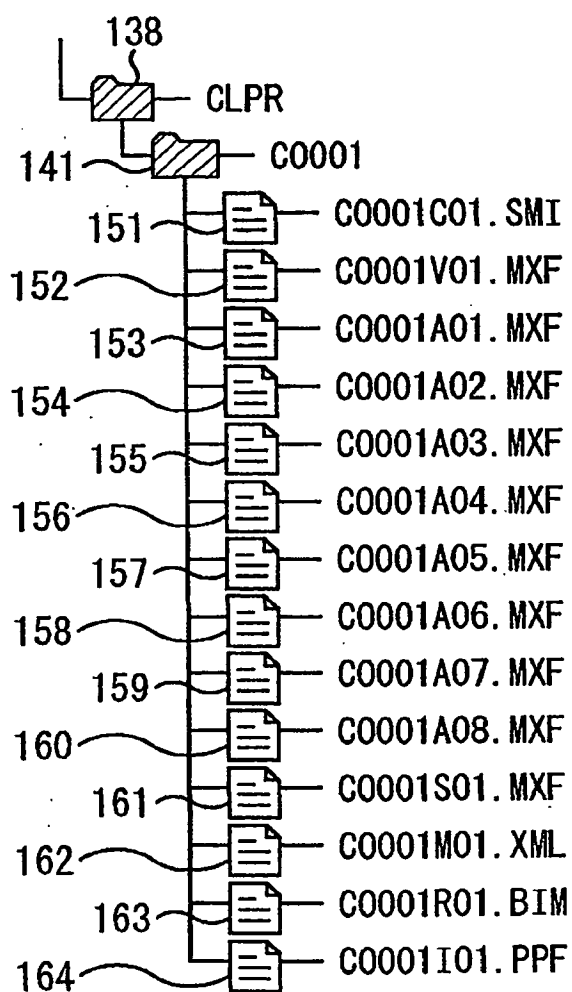 138
CLPR
141 C0001
151 C0001C01.SMI
152 C0001V01.MXF
153 C0001A01.MXF
154 C0001A02.MXF
155 C0001A03.MXF
156 C0001A04.MXF
157 C0001A05.MXF
158 C0001A06.MXF
159 C0001A07.MXF
160 C0001A08.MXF
161 C0001S01.MXF
162 C0001M01.XML
163 C0001R01.BIM
164 C0001I01.PPF